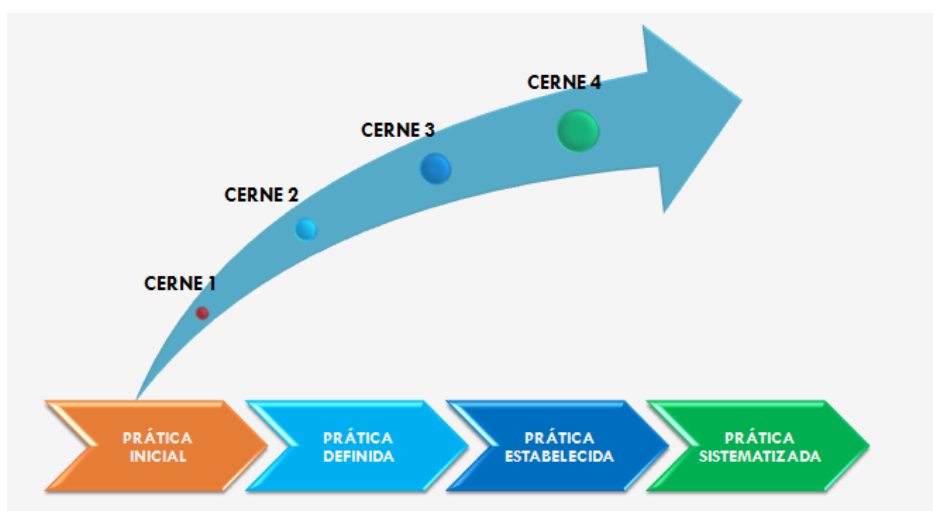 CERNE 4
CERNE 3
CERNE 2
CERNE 1
PRÁTICA
INICIAL
PRÁTICA
DEFINIDA
PRÁTICA
ESTABELECIDA
PRÁTICA
SISTEMATIZADA